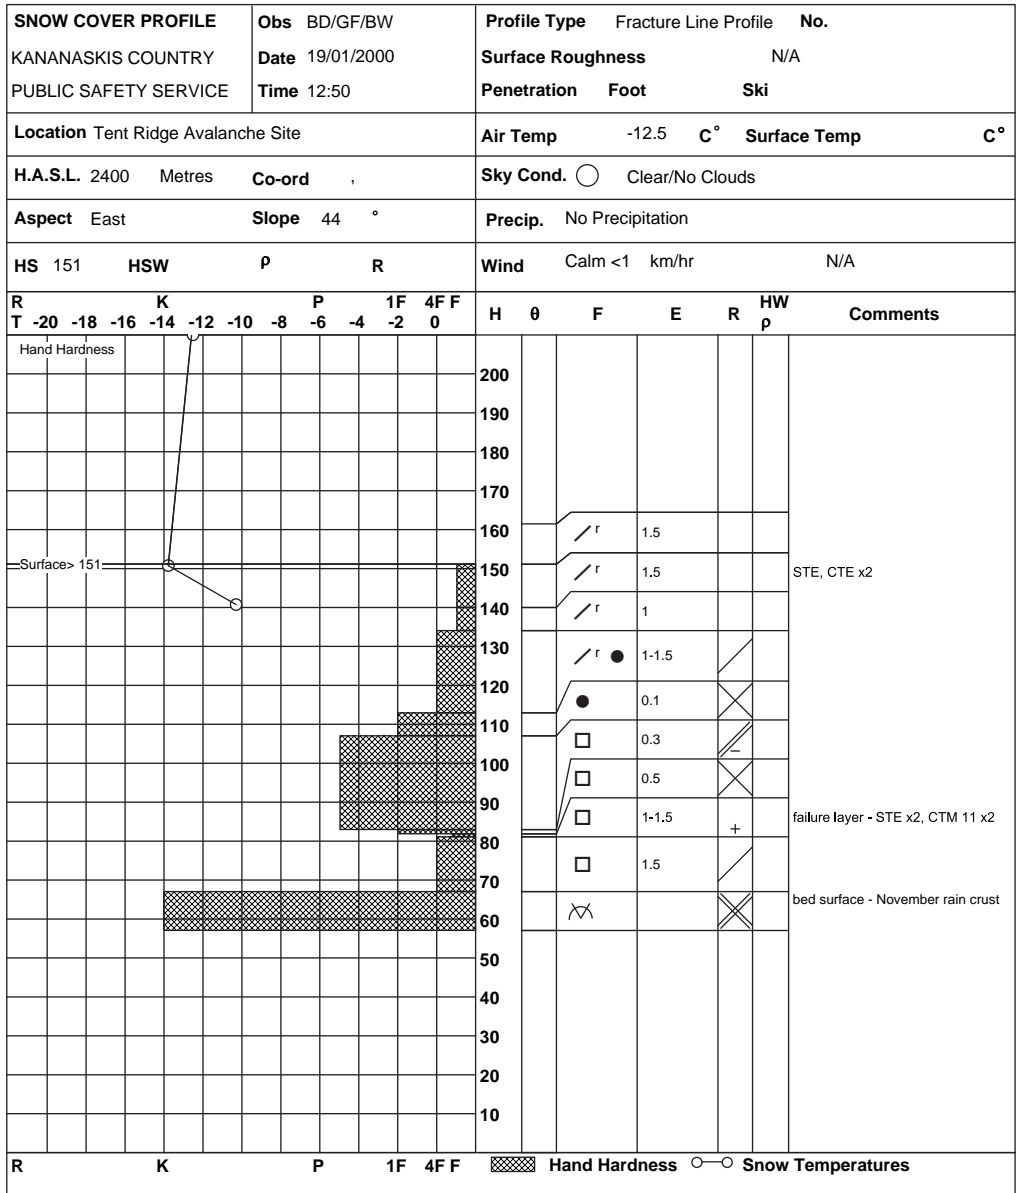 SNOW COVER PROFILE Obs BD/GF/BW Profile Type Fracture Line Profile No.
KANANASKIS COUNTRY Date 19/01/2000 Surface Roughness N/A
PUBLIC SAFETY SERVICE Time 12:50 Penetration Foot Ski
Location Tent Ridge Avalanche Site Air Temp -12.5 C° Surface Temp C°
H.A.S.L. 2400 Metres Co-ord , Sky Cond. Clear/No Clouds
Aspect East Slope 44 ° Precip. No Precipitation
HS 151 HSW ρ R Wind Calm <1 km/hr N/A
R K P 1F 4F F
T -20 -18 -16 -14 -12 -10 -8 -6 -4 -2 0
H θ F E R HW ρ Comments
Hand Hardness
200
190
180
170
160
r 1.5
Surface> 151
150
r 1.5 STE, CTE x2
140
r 1
130
r 1-1.5
120
0.1
110
0.3 –
100
0.5
90
1-1.5 + failure layer - STE x2, CTM 11 x2
80
1.5
70
bed surface - November rain crust
60
50
40
30
20
10
R K P 1F 4F F Hand Hardness Snow Temperatures